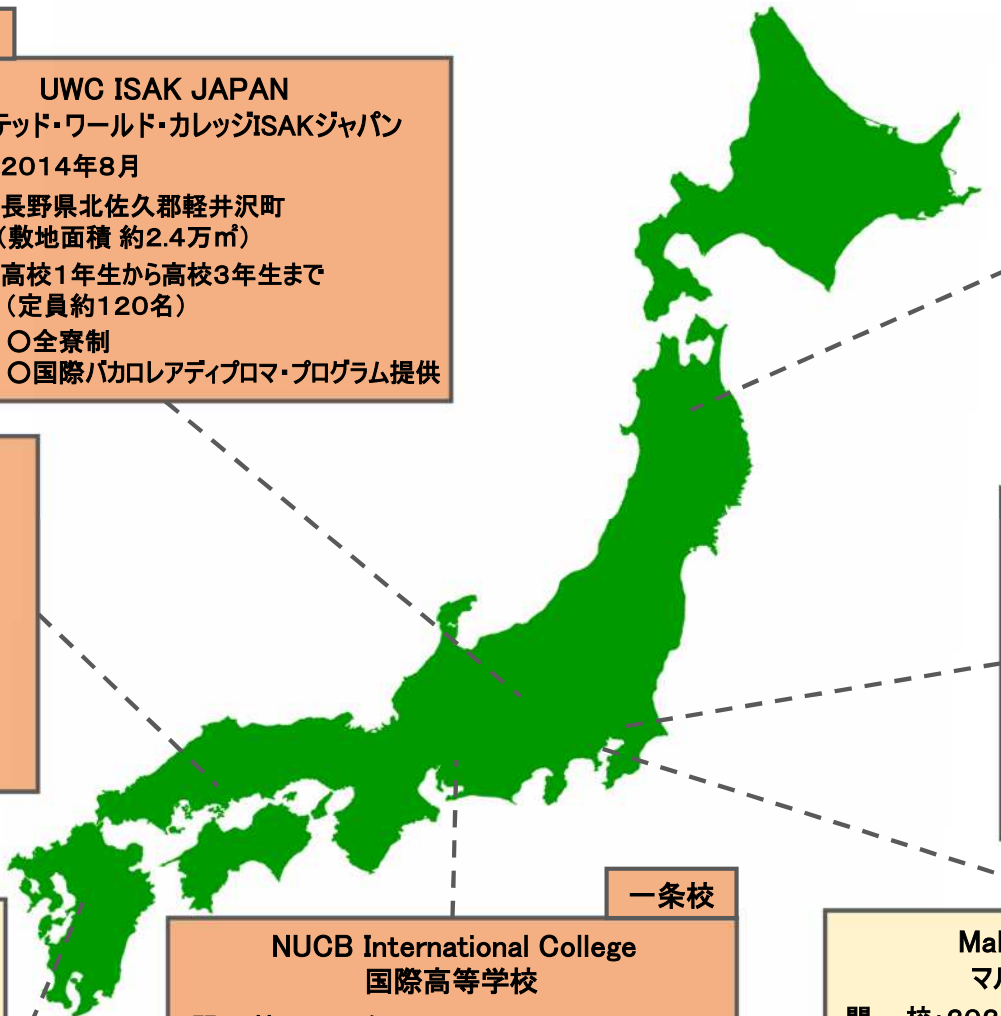 UWC ISAK JAPAN
テッド・ワールド・カレッジISAKジャパン
2014年8月
長野県北佐久郡軽井沢町
(敷地面積 約2.4万㎡)
高校1年生から高校3年生まで
(定員約120名)
○全寮制
○国際バカロレアディプロマ・プログラム提供
一条校
NUCB International College
国際高等学校